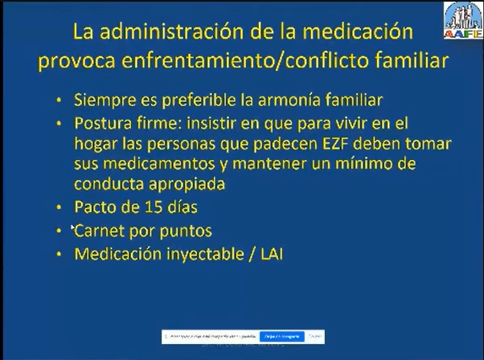 La administración de la medicación
provoca enfrentamiento/conflicto familiar
AAFE
• Siempre es preferible la armonía familiar
• Postura firme: insistir en que para vivir en el
hogar las personas que padecen EZF deben tomar
sus medicamentos y mantener un mínimo de
conducta apropiada
• Pacto de 15 días
• Carnet por puntos
• Medicación inyectable / LAI